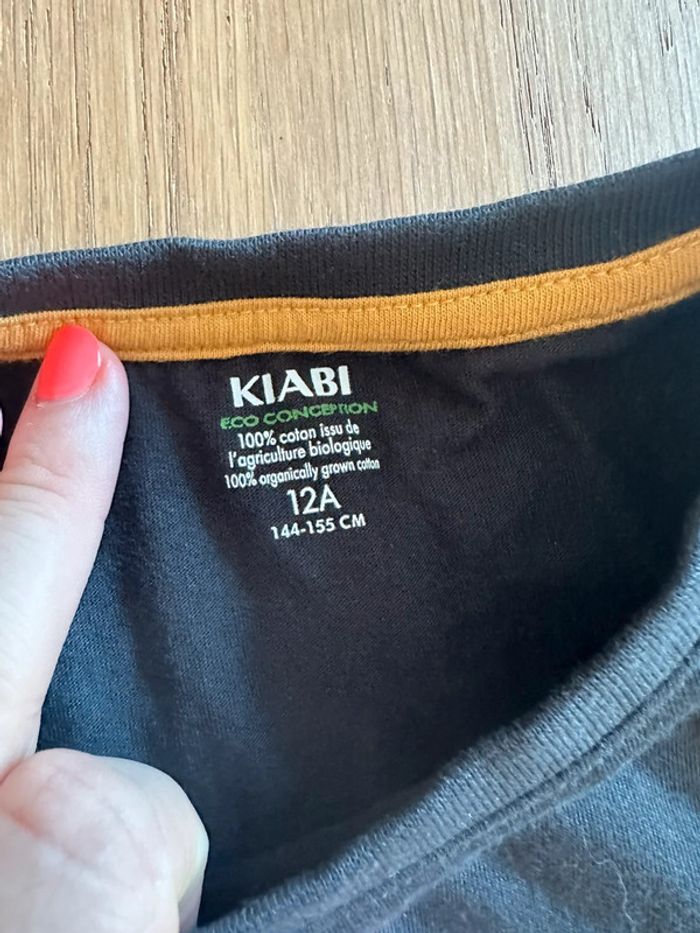 KIABI
ECO CONCEPTION
100% coton issu de
l'agriculture biologique
100% organically grown cotton
12A
144-155 CM